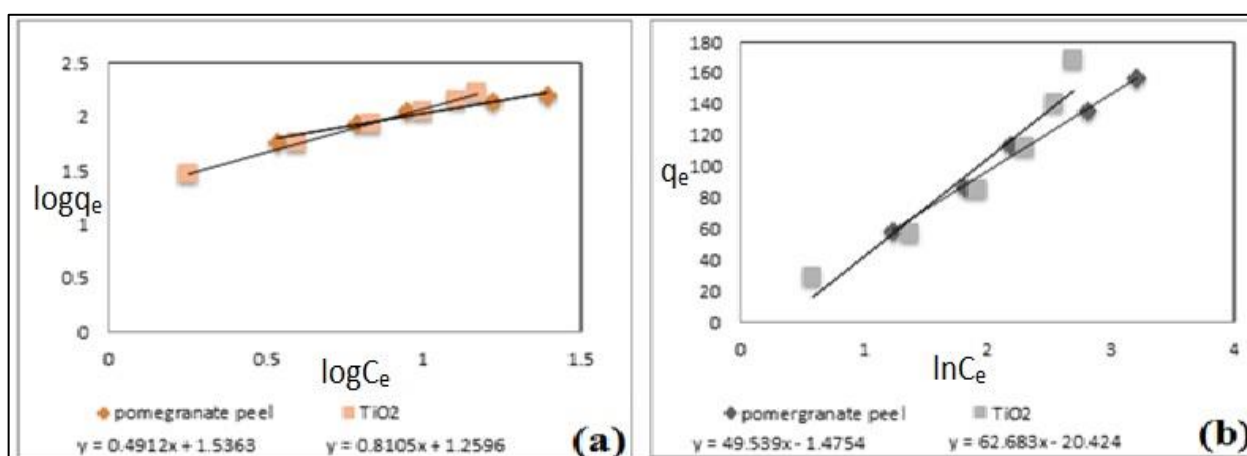 2.5
2
1.5
1
0.5
0
logqe
0
0.5
1
1.5
logCe
pomegranate peel
TiO2
y = 0.4912x + 1.5363
y = 0.8105x + 1.2596
(a)
180
160
140
120
100
80
60
40
20
0
qe
0
1
2
3
4
lnCe
pomergranate peel
TiO2
y = 49.539x - 1.4754
y = 62.683x - 20.424
(b)